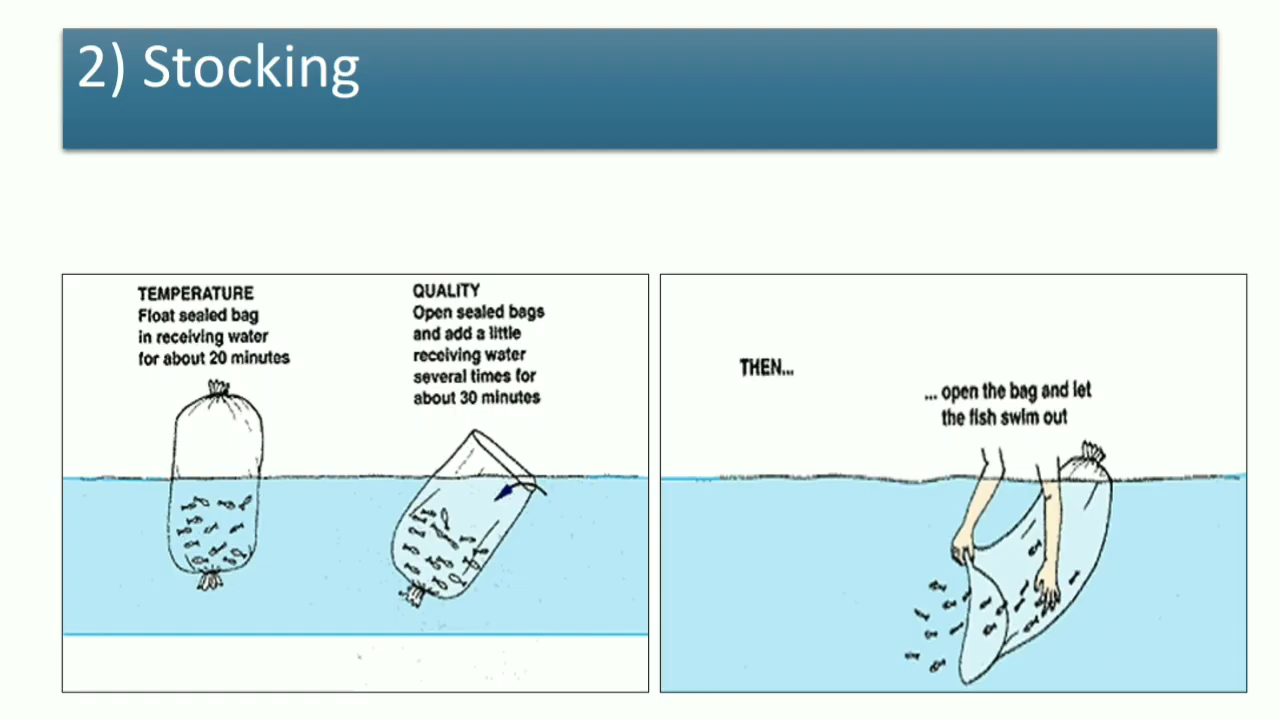 2) Stocking
TEMPERATURE
Float sealed bag
in receiving water
for about 20 minutes
QUALITY
Open sealed bags
and add a little
receiving water
several times for
about 30 minutes
THEN...
... open the bag and let
the fish swim out